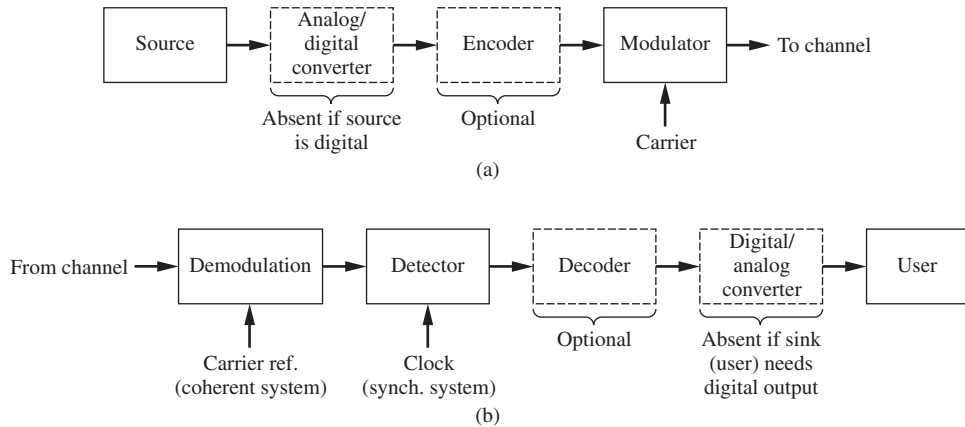 Source
Analog/
digital
converter
Encoder
Modulator
To channel
Absent if source
is digital
Optional
Carrier
(a)
From channel
Demodulation
Detector
Decoder
Digital/
analog
converter
User
Carrier ref.
(coherent system)
Clock
(synch. system)
Optional
Absent if sink
(user) needs
digital output
(b)